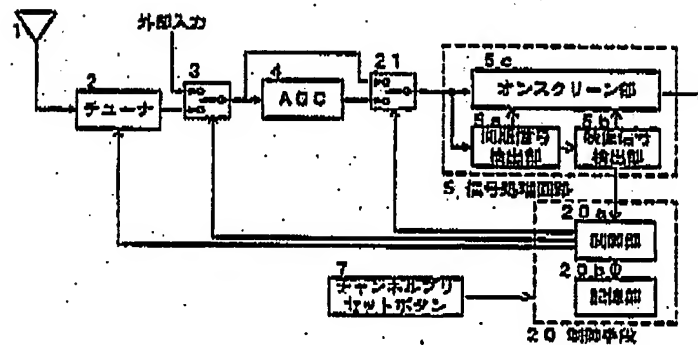 1
外部入力
2
チューナ
3
4
AGC
21
5c
オンスクリーン部
5a
同期信号
検出部
5b
映像信号
検出部
5 信号処理回路
20a
制御部
20b
記憶部
20 制御手段
7
チャンネルプリ
セットボタン